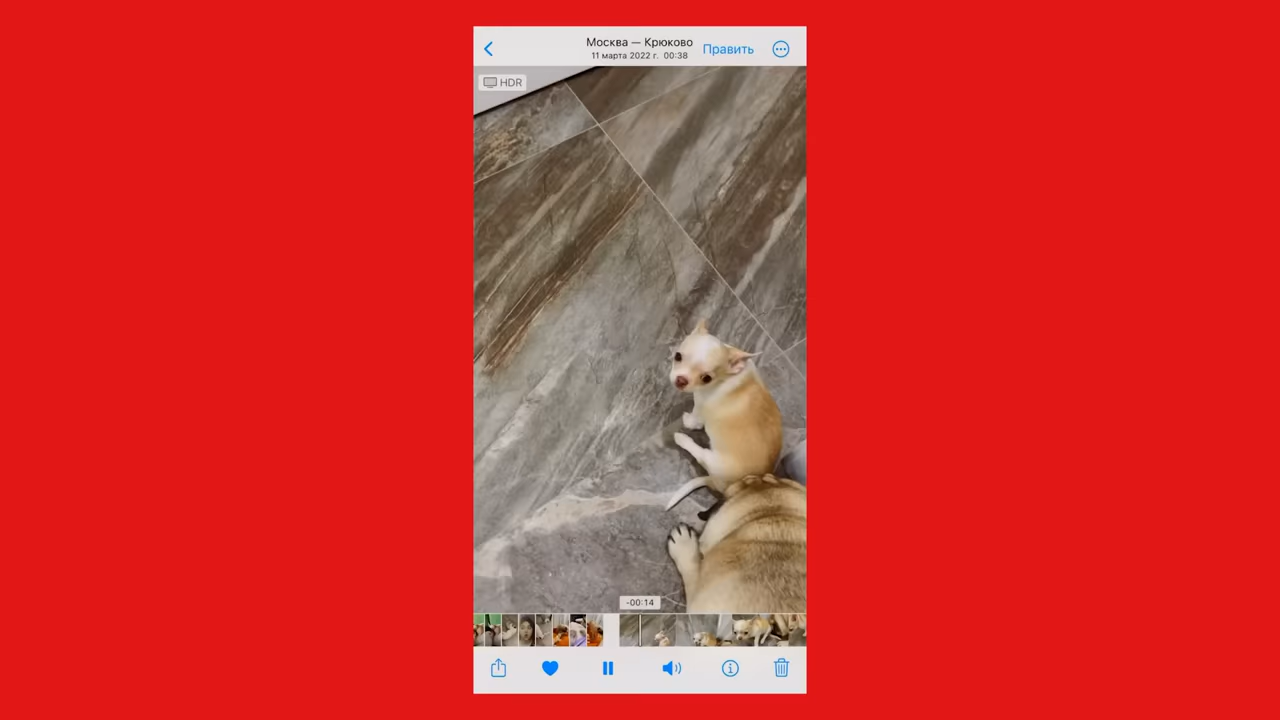 Москва — Крюково
11 марта 2022 г. 00:38
Править
HDR
-00:14